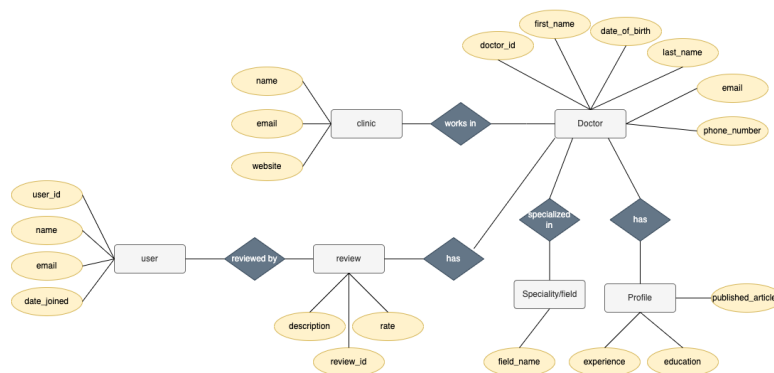 first_name
date_of_birth
doctor_id
last_name
name
email
clinic
works in
Doctor
email
phone_number
website
user_id
name
specialized
in
has
user
reviewed by
review
has
email
date_joined
Speciality/field
Profile
published_article
description
rate
review_id
field_name
experience
education